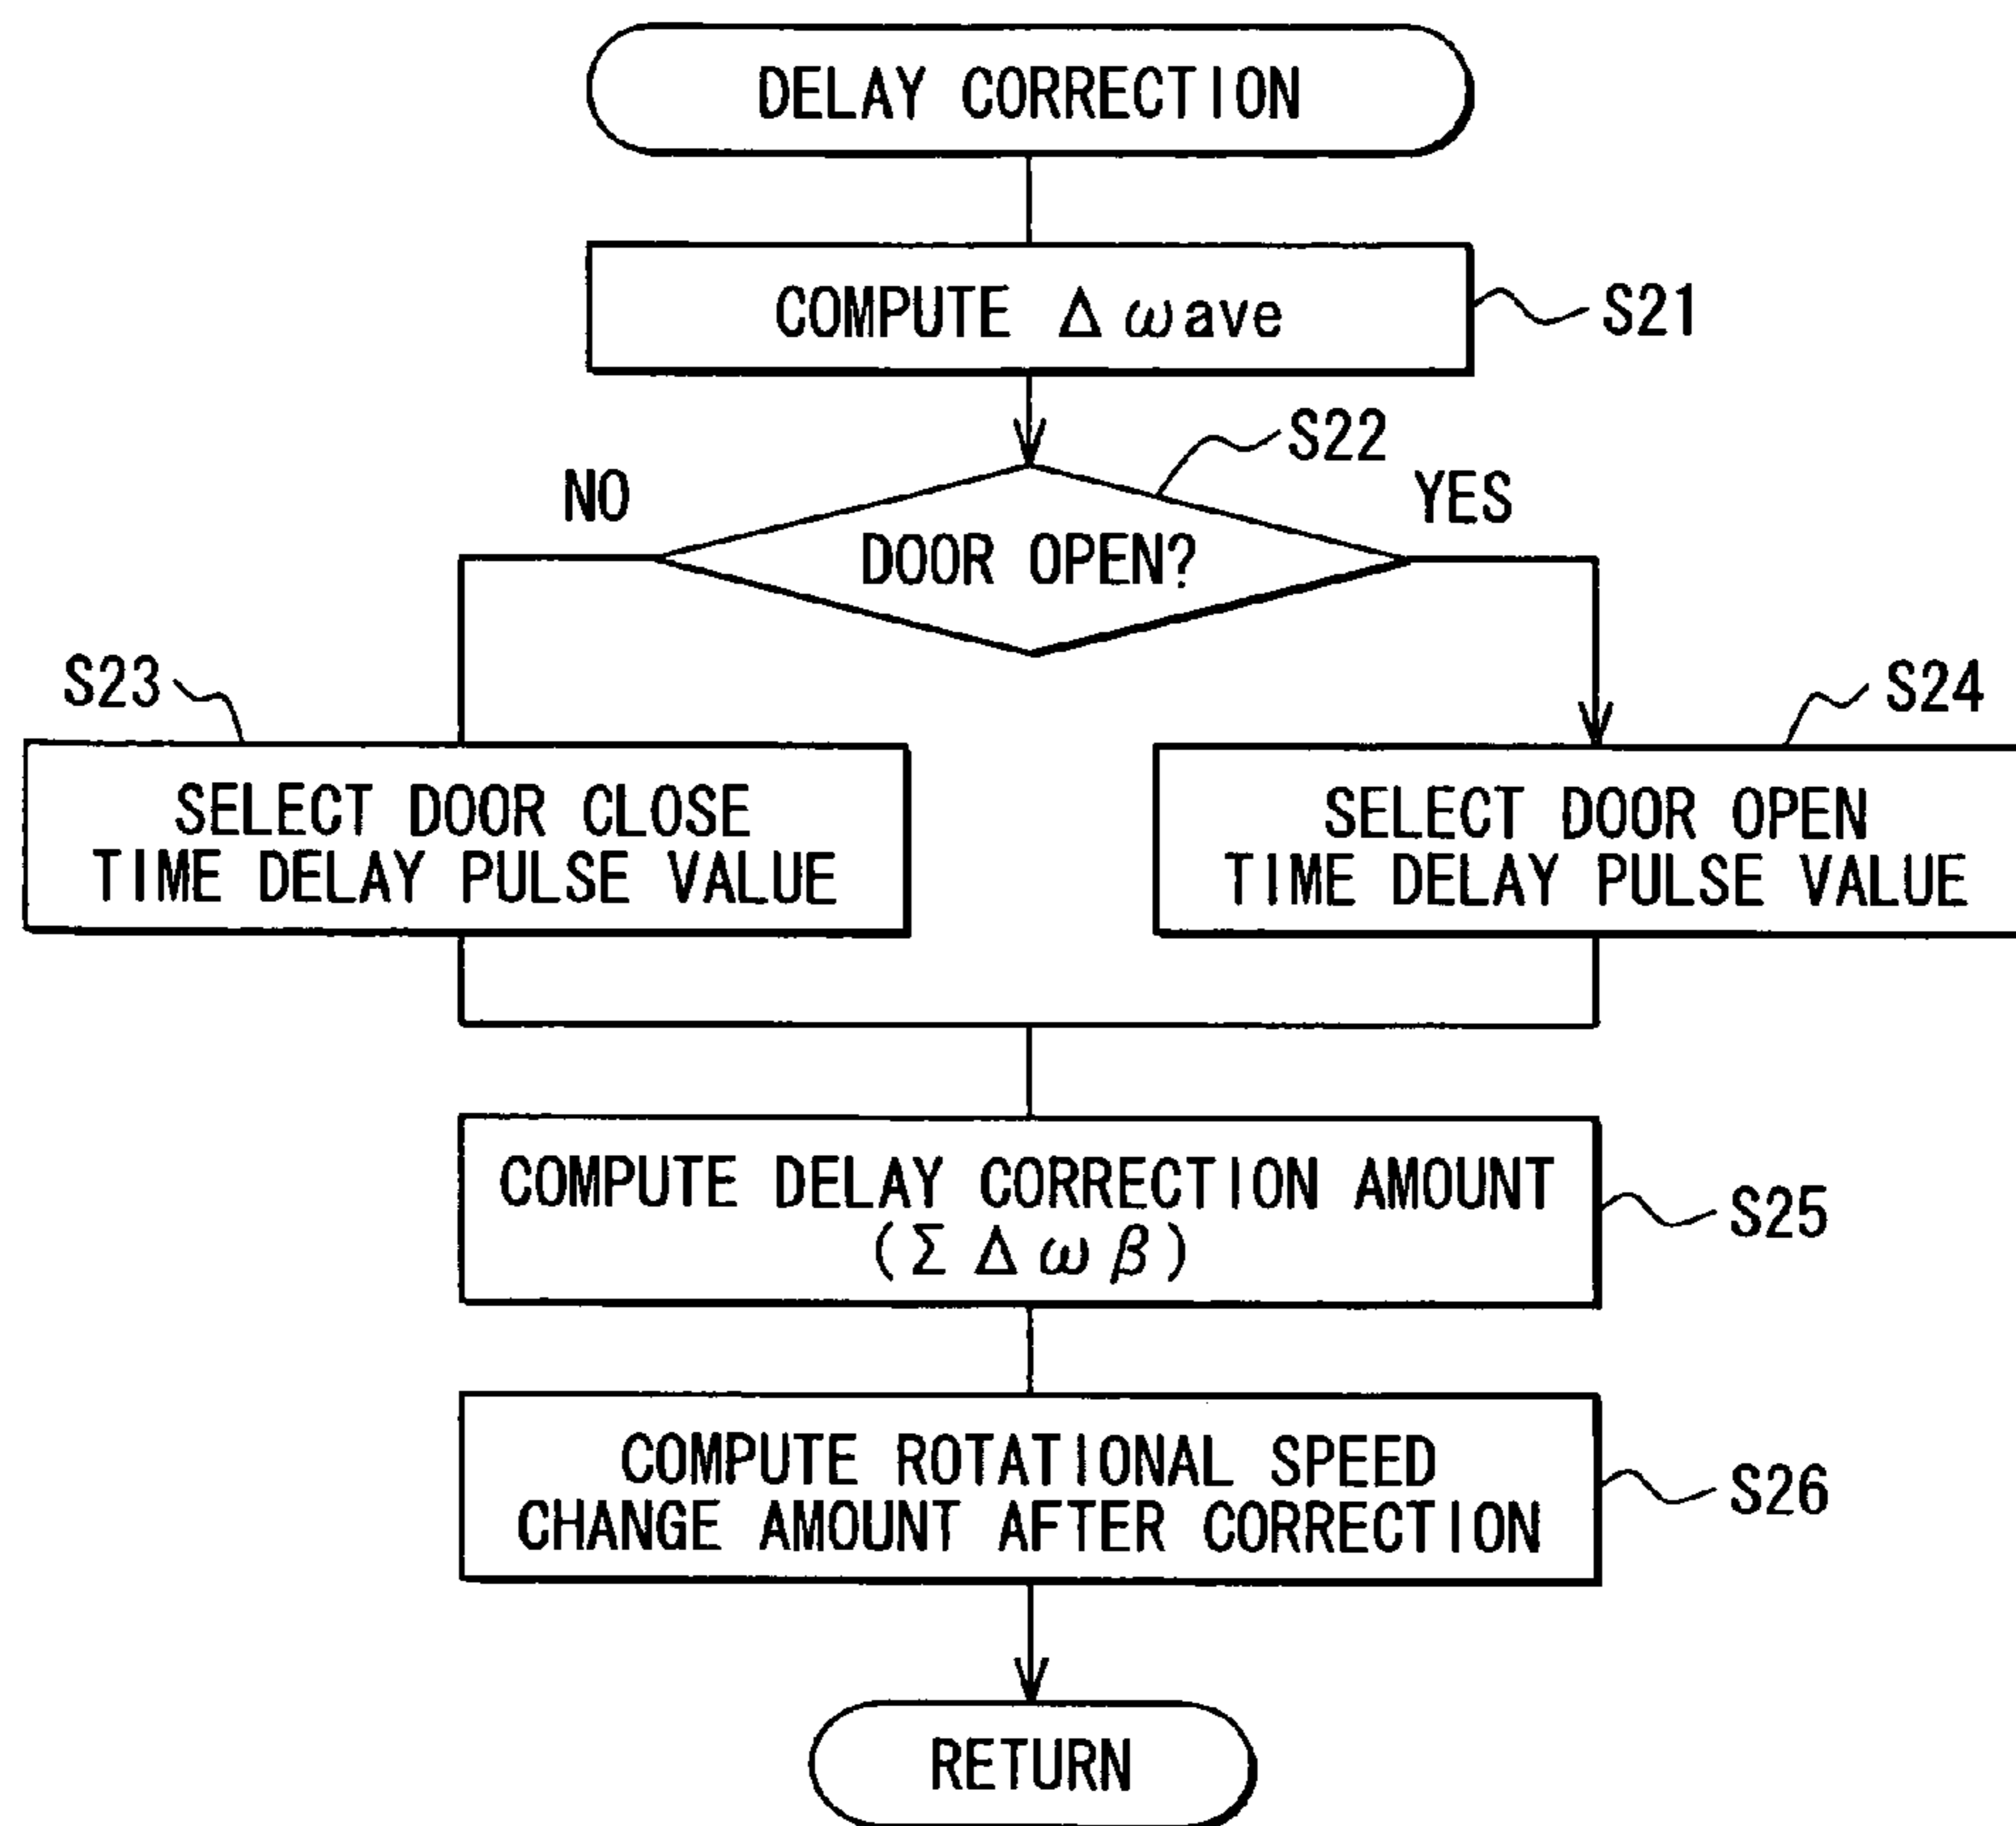 DELAY CORRECTION
COMPUTE Δωave
S21
S22
NO
YES
DOOR OPEN?
S23
S24
SELECT DOOR CLOSE
TIME DELAY PULSE VALUE
SELECT DOOR OPEN
TIME DELAY PULSE VALUE
COMPUTE DELAY CORRECTION AMOUNT
(ΣΔωβ)
S25
COMPUTE ROTATIONAL SPEED
CHANGE AMOUNT AFTER CORRECTION
S26
RETURN